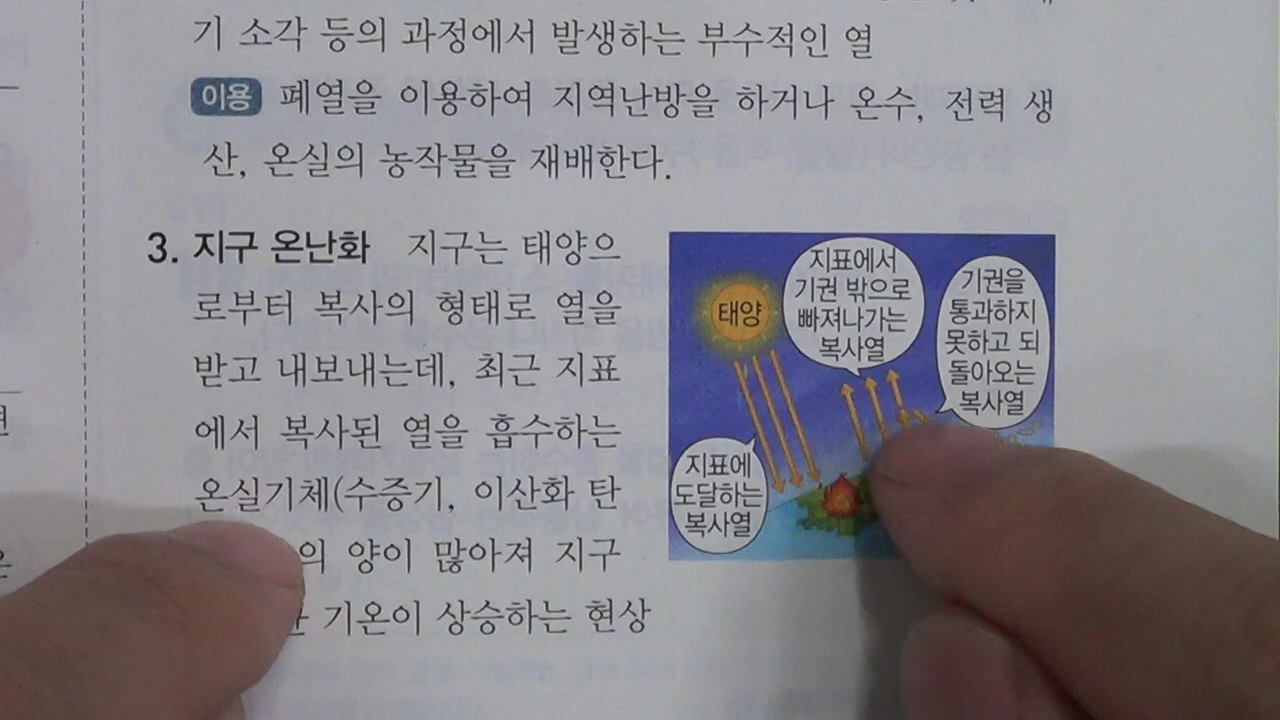 기 소각 등의 과정에서 발생하는 부수적인 열
이용 폐열을 이용하여 지역난방을 하거나 온수, 전력 생
산, 온실의 농작물을 재배한다.
3. 지구 온난화 지구는 태양으
로부터 복사의 형태로 열을
받고 내보내는데, 최근 지표
에서 복사된 열을 흡수하는
온실기체(수증기, 이산화 탄
의 양이 많아져 지구
기온이 상승하는 현상
태양
지표에서
기권 밖으로
빠져나가는
복사열
기권을
통과하지
못하고 되
돌아오는
복사열
지표에
도달하는
복사열